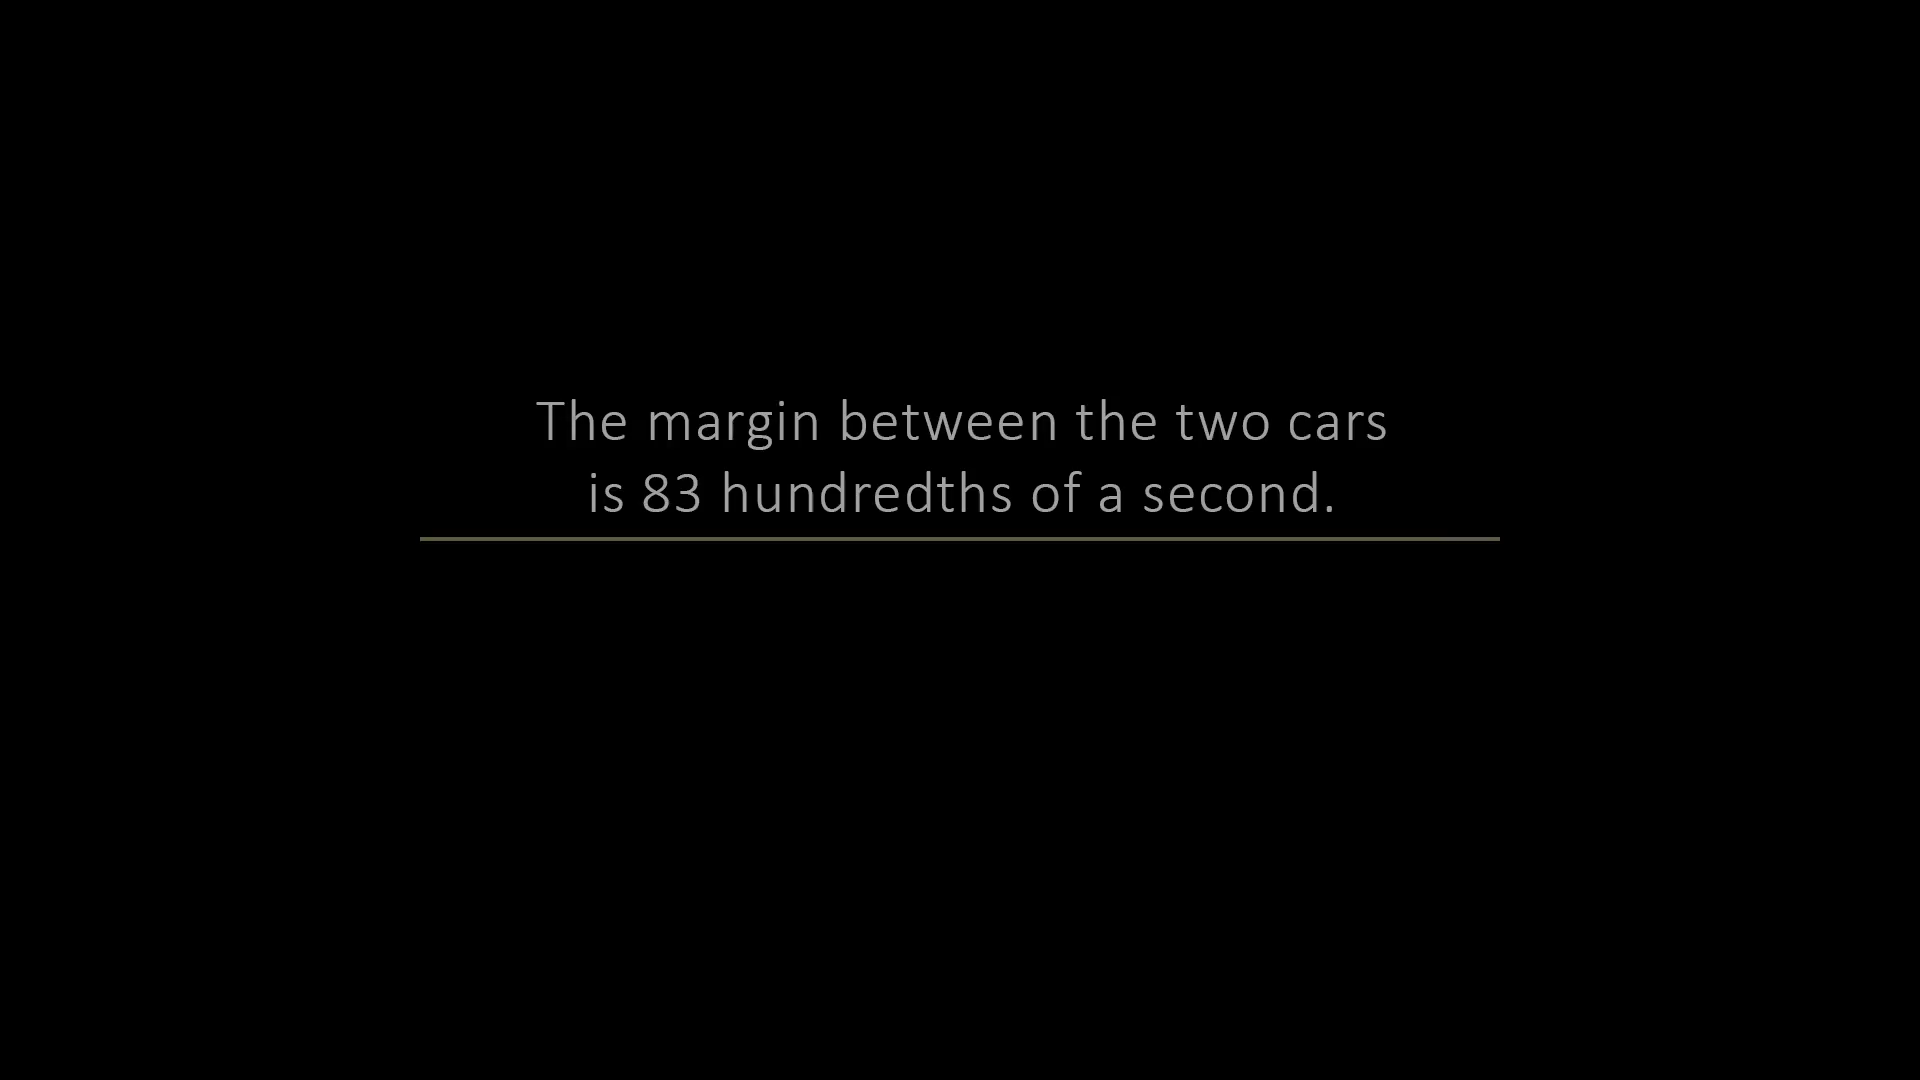 The margin between the two cars
is 83 hundredths of a second.